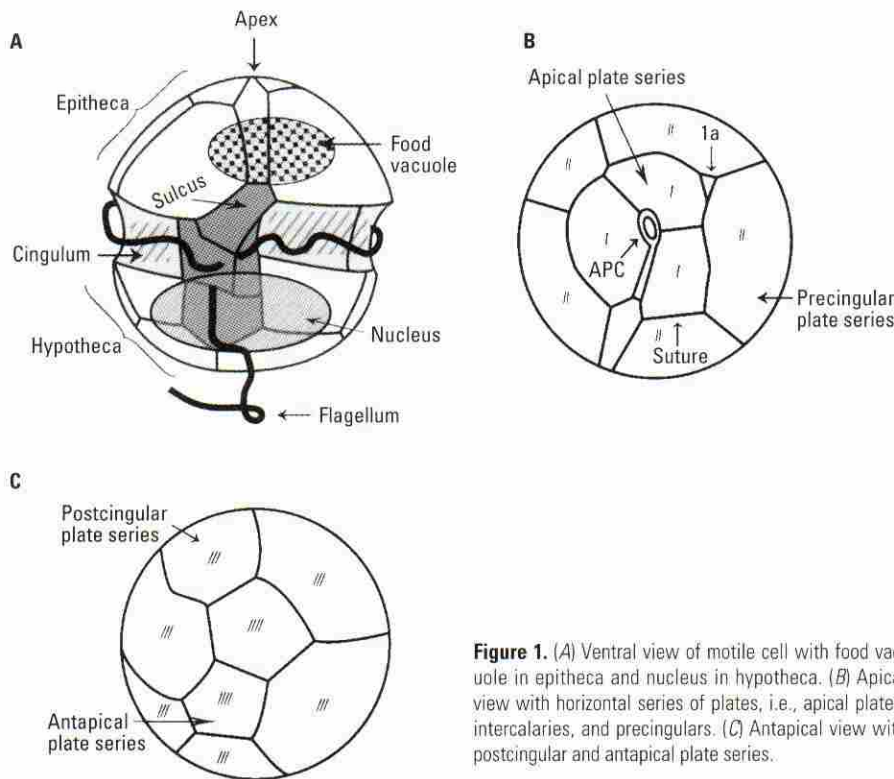 A
Apex
Epitheca
Food
vacuole
Sulcus
Cingulum
Hypotheca
Nucleus
Flagellum
B
Apical plate series
1a
//
//
/
//
/
APC
/
//
//
Suture
Precingular
plate series
C
Postcingular
plate series
///
///
///
////
////
///
///
///
Antapical
plate series
Figure 1. (A) Ventral view of motile cell with food vac
uole in epitheca and nucleus in hypotheca. (B) Apica
view with horizontal series of plates, i.e., apical plate
intercalaries, and precingulars. (C) Antapical view wit
postcingular and antapical plate series.